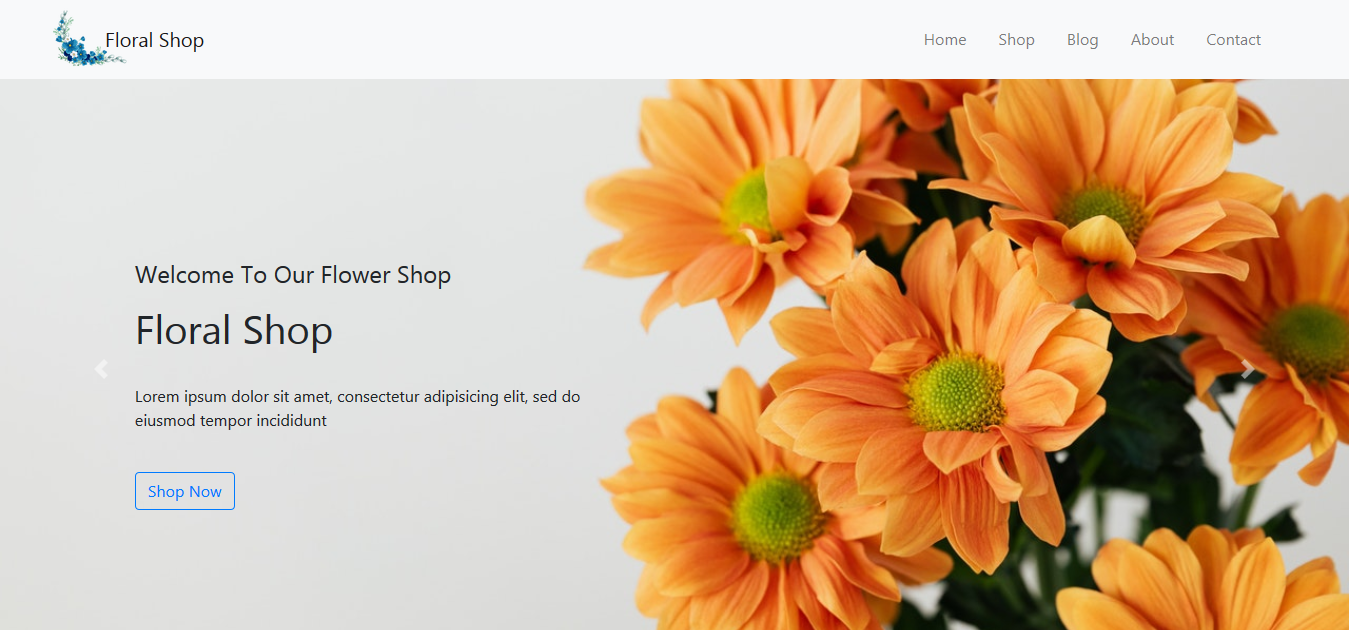 Floral Shop
Home
Shop
Blog
About
Contact
Welcome To Our Flower Shop
Floral Shop
Lorem ipsum dolor sit amet, consectetur adipisicing elit, sed do
eiusmod tempor incididunt
Shop Now